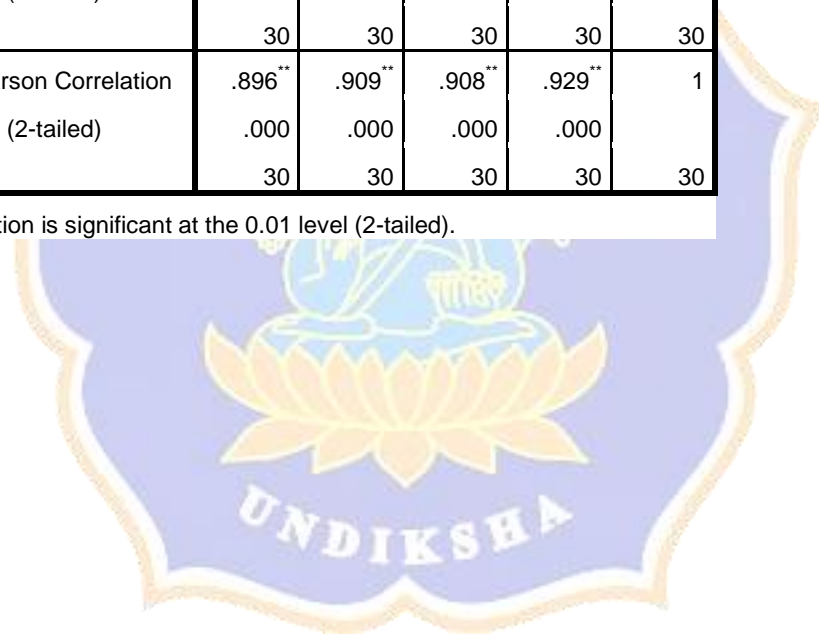 30 30 30 30 30
rson Correlation .896** .909** .908** .929** 1
(2-tailed) .000 .000 .000 .000
30 30 30 30 30
tion is significant at the 0.01 level (2-tailed).
UNDIKSHA